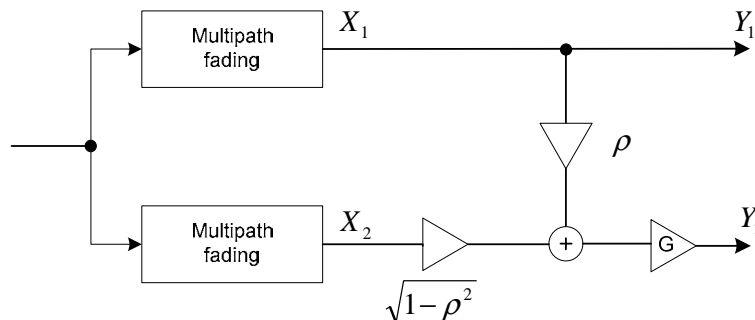 Multipath
fading
X₁
Y₁
ρ
Multipath
fading
X₂
√(1−ρ²)
+
G
Y